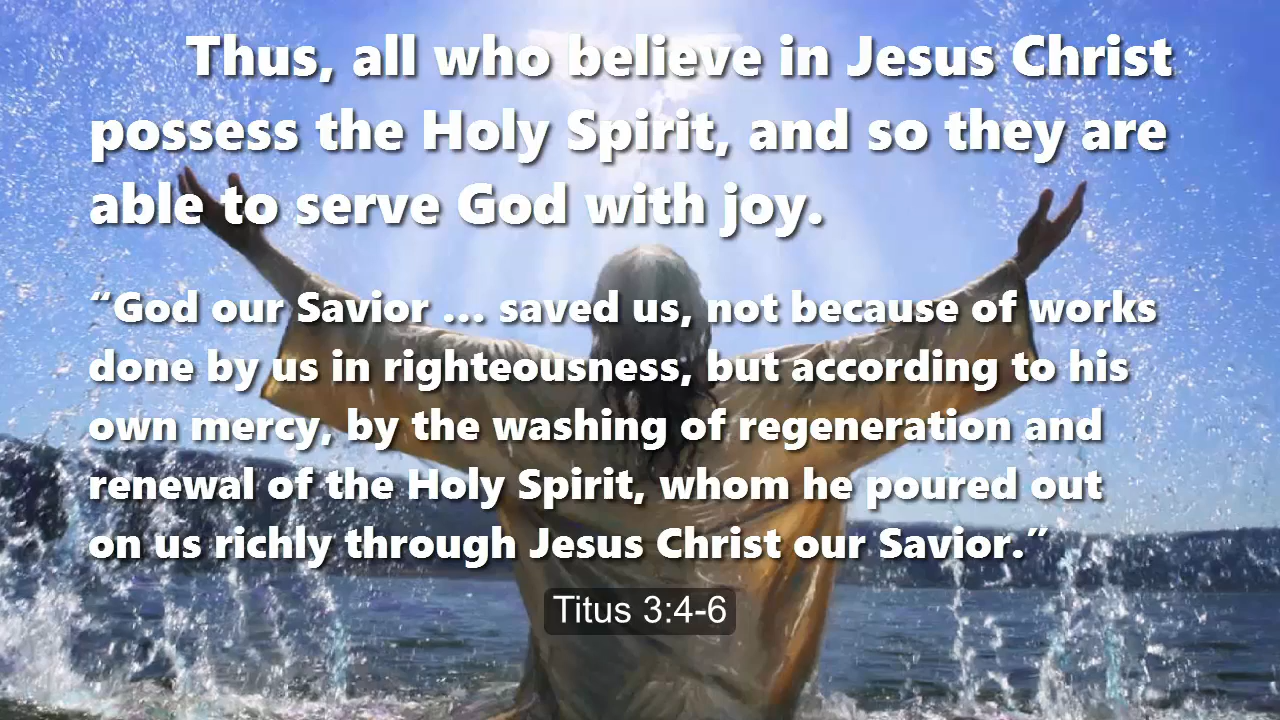 Thus, all who believe in Jesus Christ
possess the Holy Spirit, and so they are
able to serve God with joy.
“God our Savior ... saved us, not because of works
done by us in righteousness, but according to his
own mercy, by the washing of regeneration and
renewal of the Holy Spirit, whom he poured out
on us richly through Jesus Christ our Savior.”
Titus 3:4-6